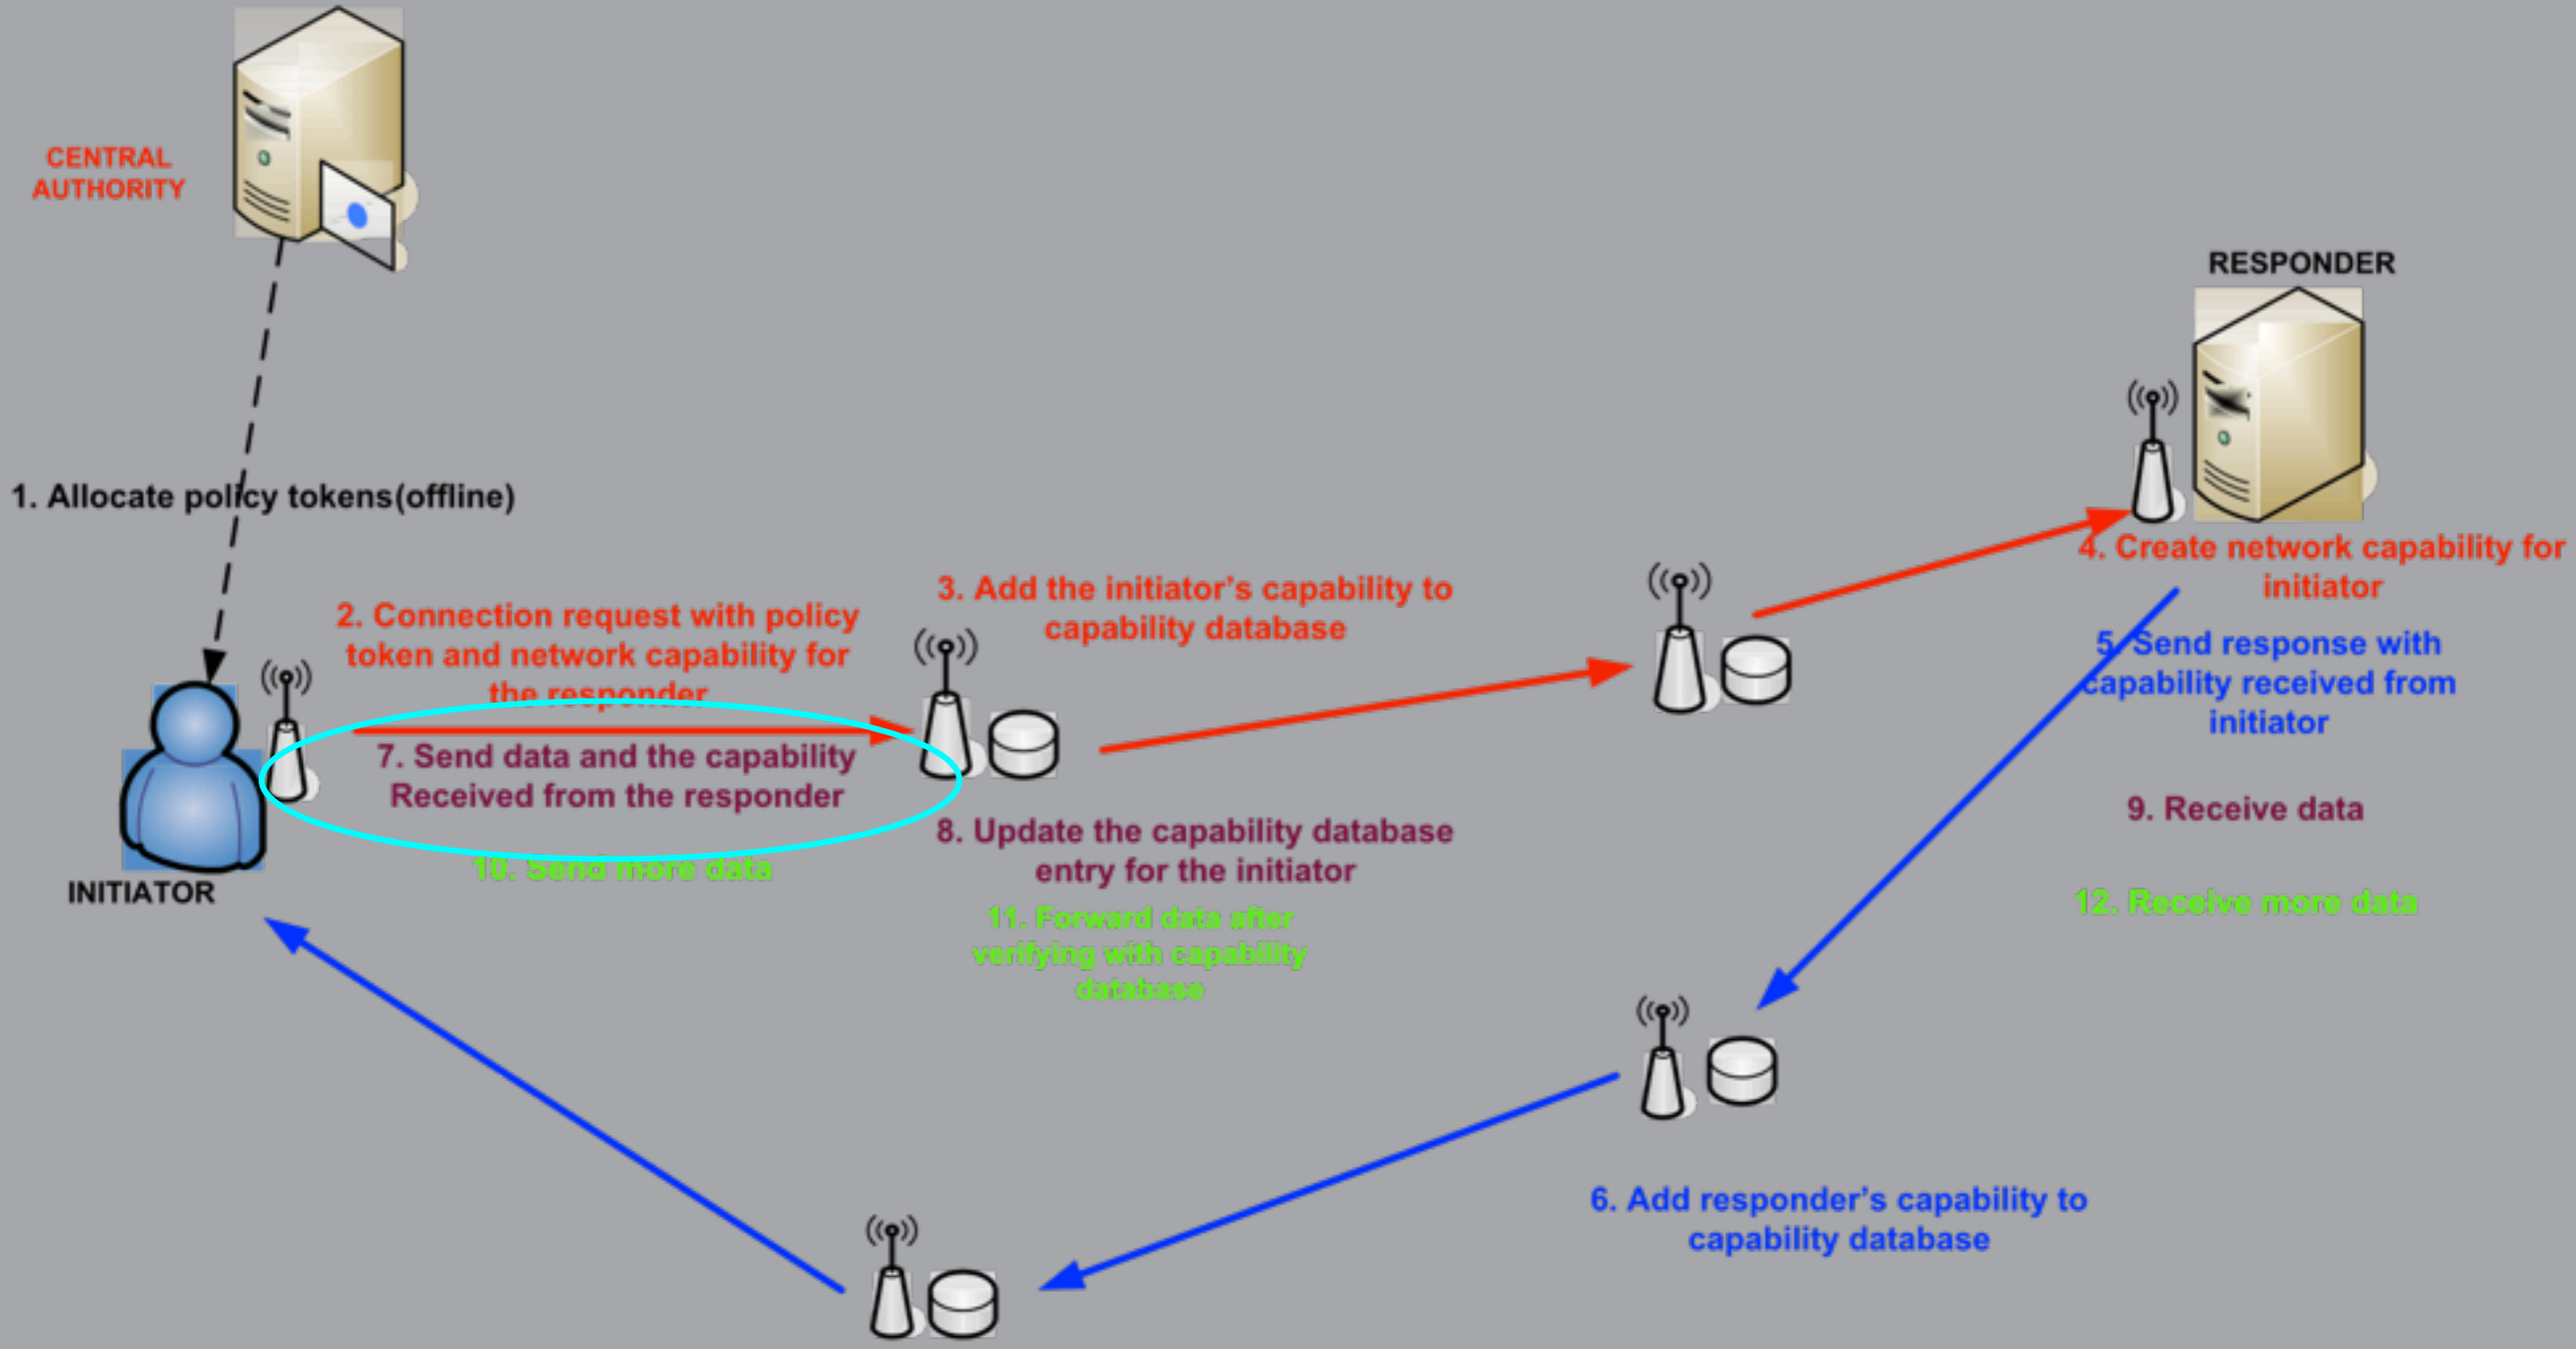 CENTRAL
AUTHORITY
RESPONDER
1. Allocate policy tokens(offline)
2. Connection request with policy
token and network capability for
the responder
3. Add the initiator's capability to
capability database
4. Create network capability for
initiator
5. Send response with
capability received from
initiator
7. Send data and the capability
Received from the responder
8. Update the capability database
entry for the initiator
9. Receive data
10. Send more data
INITIATOR
11. Forward data after
verifying with capability
database
12. Receive more data
6. Add responder's capability to
capability database